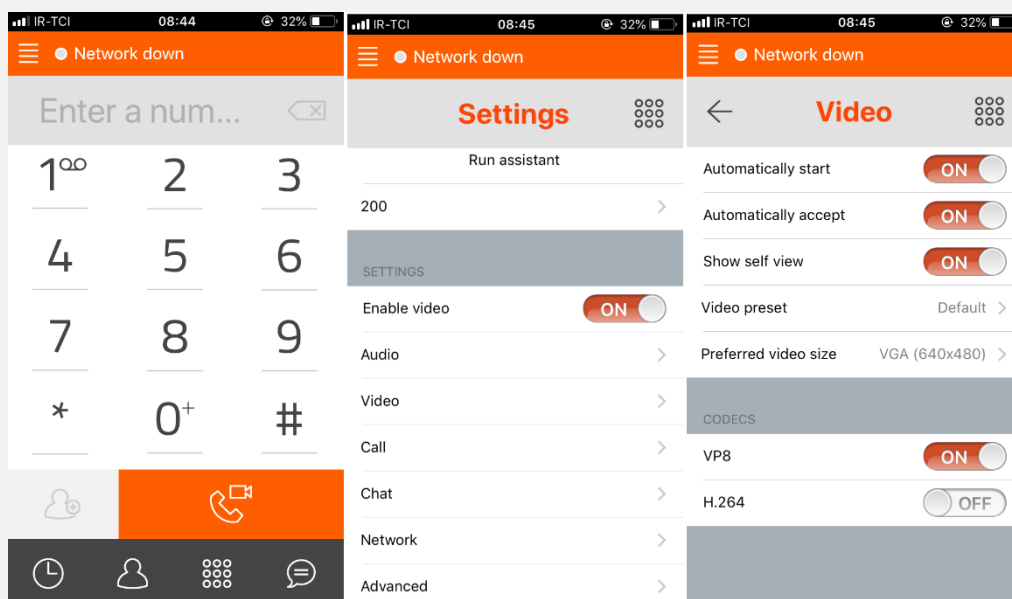 IR-TCI 08:44 32%
Network down
Enter a num...
1 2 3
4 5 6
7 8 9
* 0+ #
IR-TCI 08:45 32%
Network down
Settings
Run assistant
200
SETTINGS
Enable video ON
Audio
Video
Call
Chat
Network
Advanced
IR-TCI 08:45 32%
Network down
Video
Automatically start ON
Automatically accept ON
Show self view ON
Video preset Default
Preferred video size VGA (640x480)
CODECS
VP8 ON
H.264 OFF